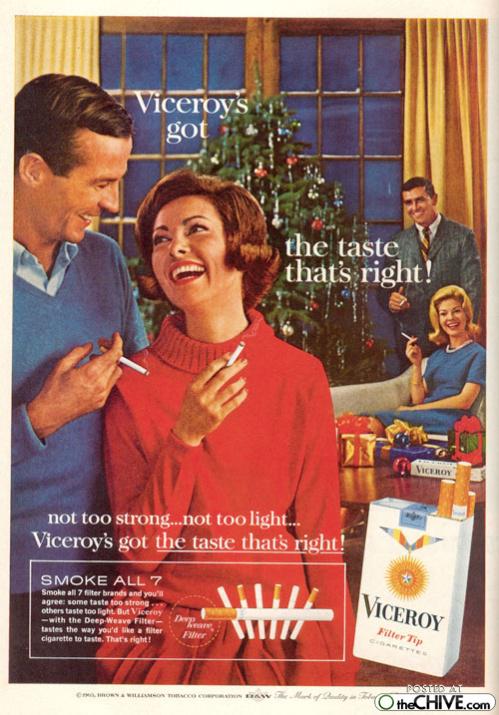 Viceroy's
got
the taste
that's right!
VICEROY
not too strong...not too light...
Viceroy's got the taste that's right!
SMOKE ALL 7
Smoke all 7 filter brands and you'll
agree: some taste too strong...
others taste too light. But Viceroy
—with the Deep-Weave Filter—
tastes the way you'd like a filter
cigarette to taste. That's right!
Deep
Weave
Filter
VICEROY
Filter Tip
CIGARETTES
©1965, BROWN & WILLIAMSON TOBACCO CORPORATION B&W The Mark of Quality in
POSTED AT
theCHIVE.com